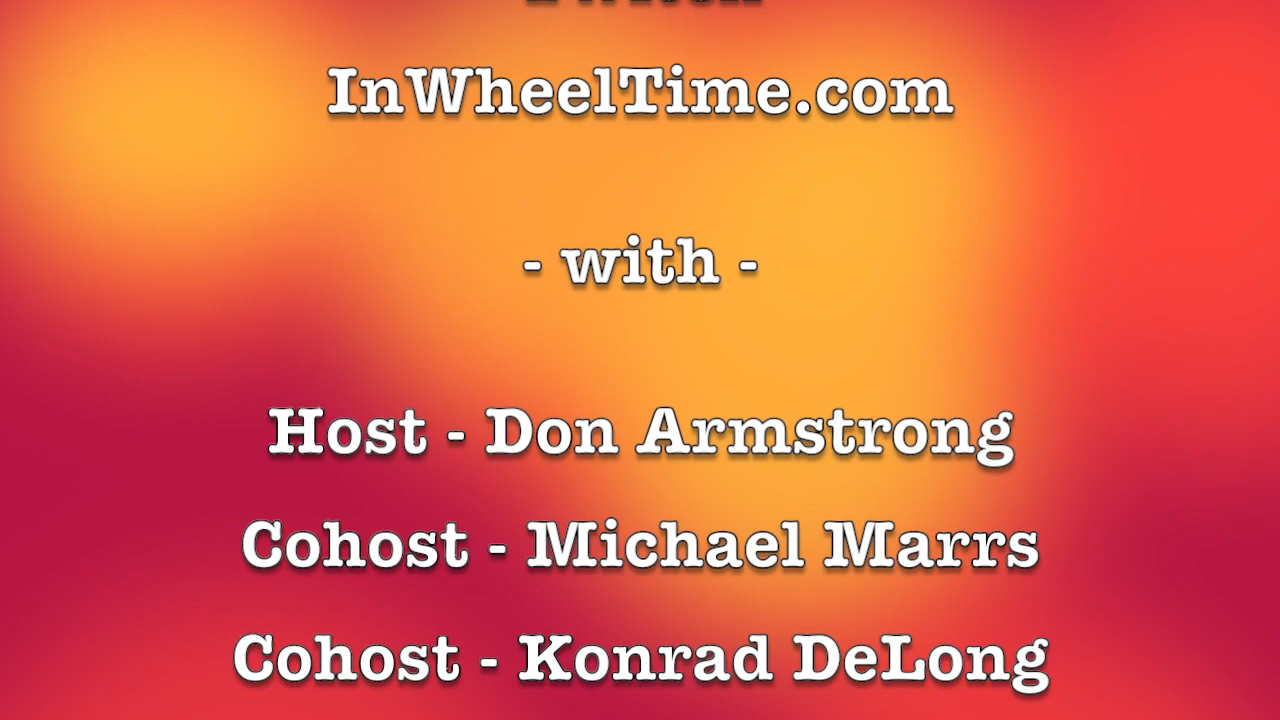 InWheelTime.com
- with -
Host - Don Armstrong
Cohost - Michael Marrs
Cohost - Konrad DeLong